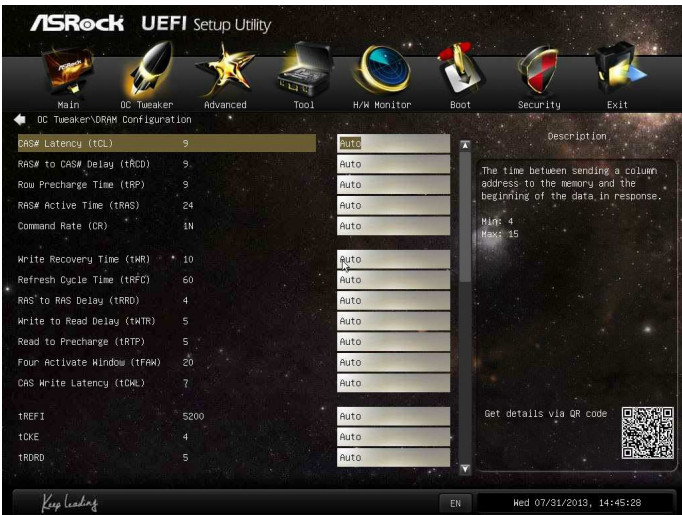 ASRock UEFI Setup Utility
Main OC Tweaker Advanced Tool H/W Monitor Boot Security Exit
OC Tweaker\DRAM Configuration
CAS# Latency (tCL) 9 Auto
RAS# to CAS# Delay (tRCD) 9 Auto
Row Precharge Time (tRP) 9 Auto
RAS# Active Time (tRAS) 24 Auto
Command Rate (CR) 1N Auto
Write Recovery Time (tWR) 10 Auto
Refresh Cycle Time (tRFC) 60 Auto
RAS to RAS Delay (tRRD) 4 Auto
Write to Read Delay (tWTR) 5 Auto
Read to Precharge (tRTP) 5 Auto
Four Activate Window (tFAW) 20 Auto
CAS Write Latency (tCWL) 7 Auto
tREFI 5200 Auto
tCKE 4 Auto
tRDRD 5 Auto
Description
The time between sending a column
address to the memory and the
beginning of the data in response.
Min: 4
Max: 15
Get details via QR code
Keep Leading
EN
Wed 07/31/2013, 14:45:28